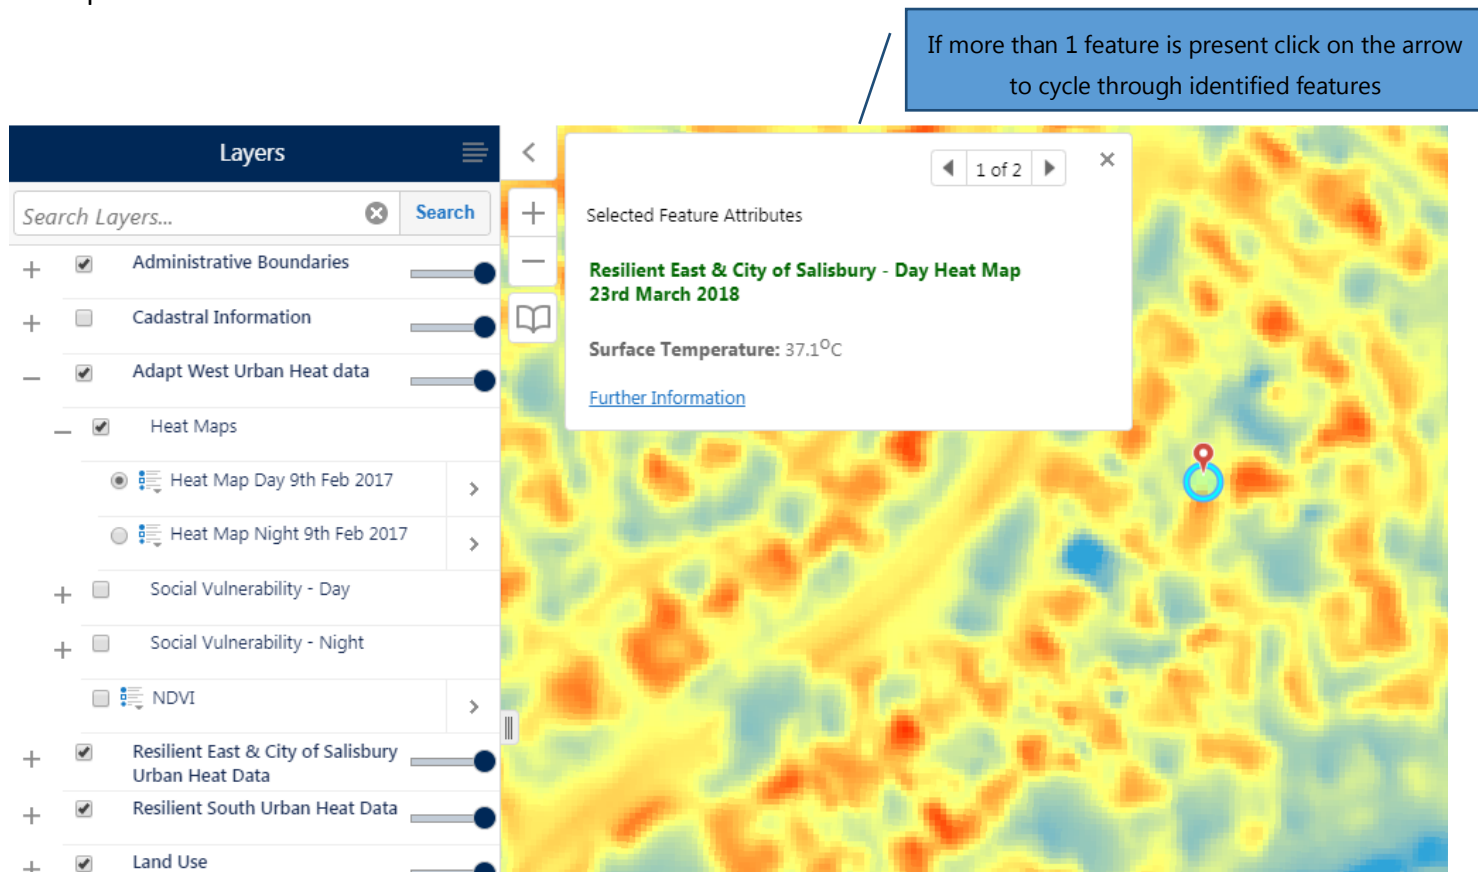 If more than 1 feature is present click on the arrow
to cycle through identified features
Layers
Search Layers...
Search
Administrative Boundaries
Cadastral Information
Adapt West Urban Heat data
Heat Maps
Heat Map Day 9th Feb 2017
Heat Map Night 9th Feb 2017
Social Vulnerability - Day
Social Vulnerability - Night
NDVI
Resilient East & City of Salisbury
Urban Heat Data
Resilient South Urban Heat Data
Land Use
1 of 2
Selected Feature Attributes
Resilient East & City of Salisbury - Day Heat Map
23rd March 2018
Surface Temperature: 37.1ºC
Further Information